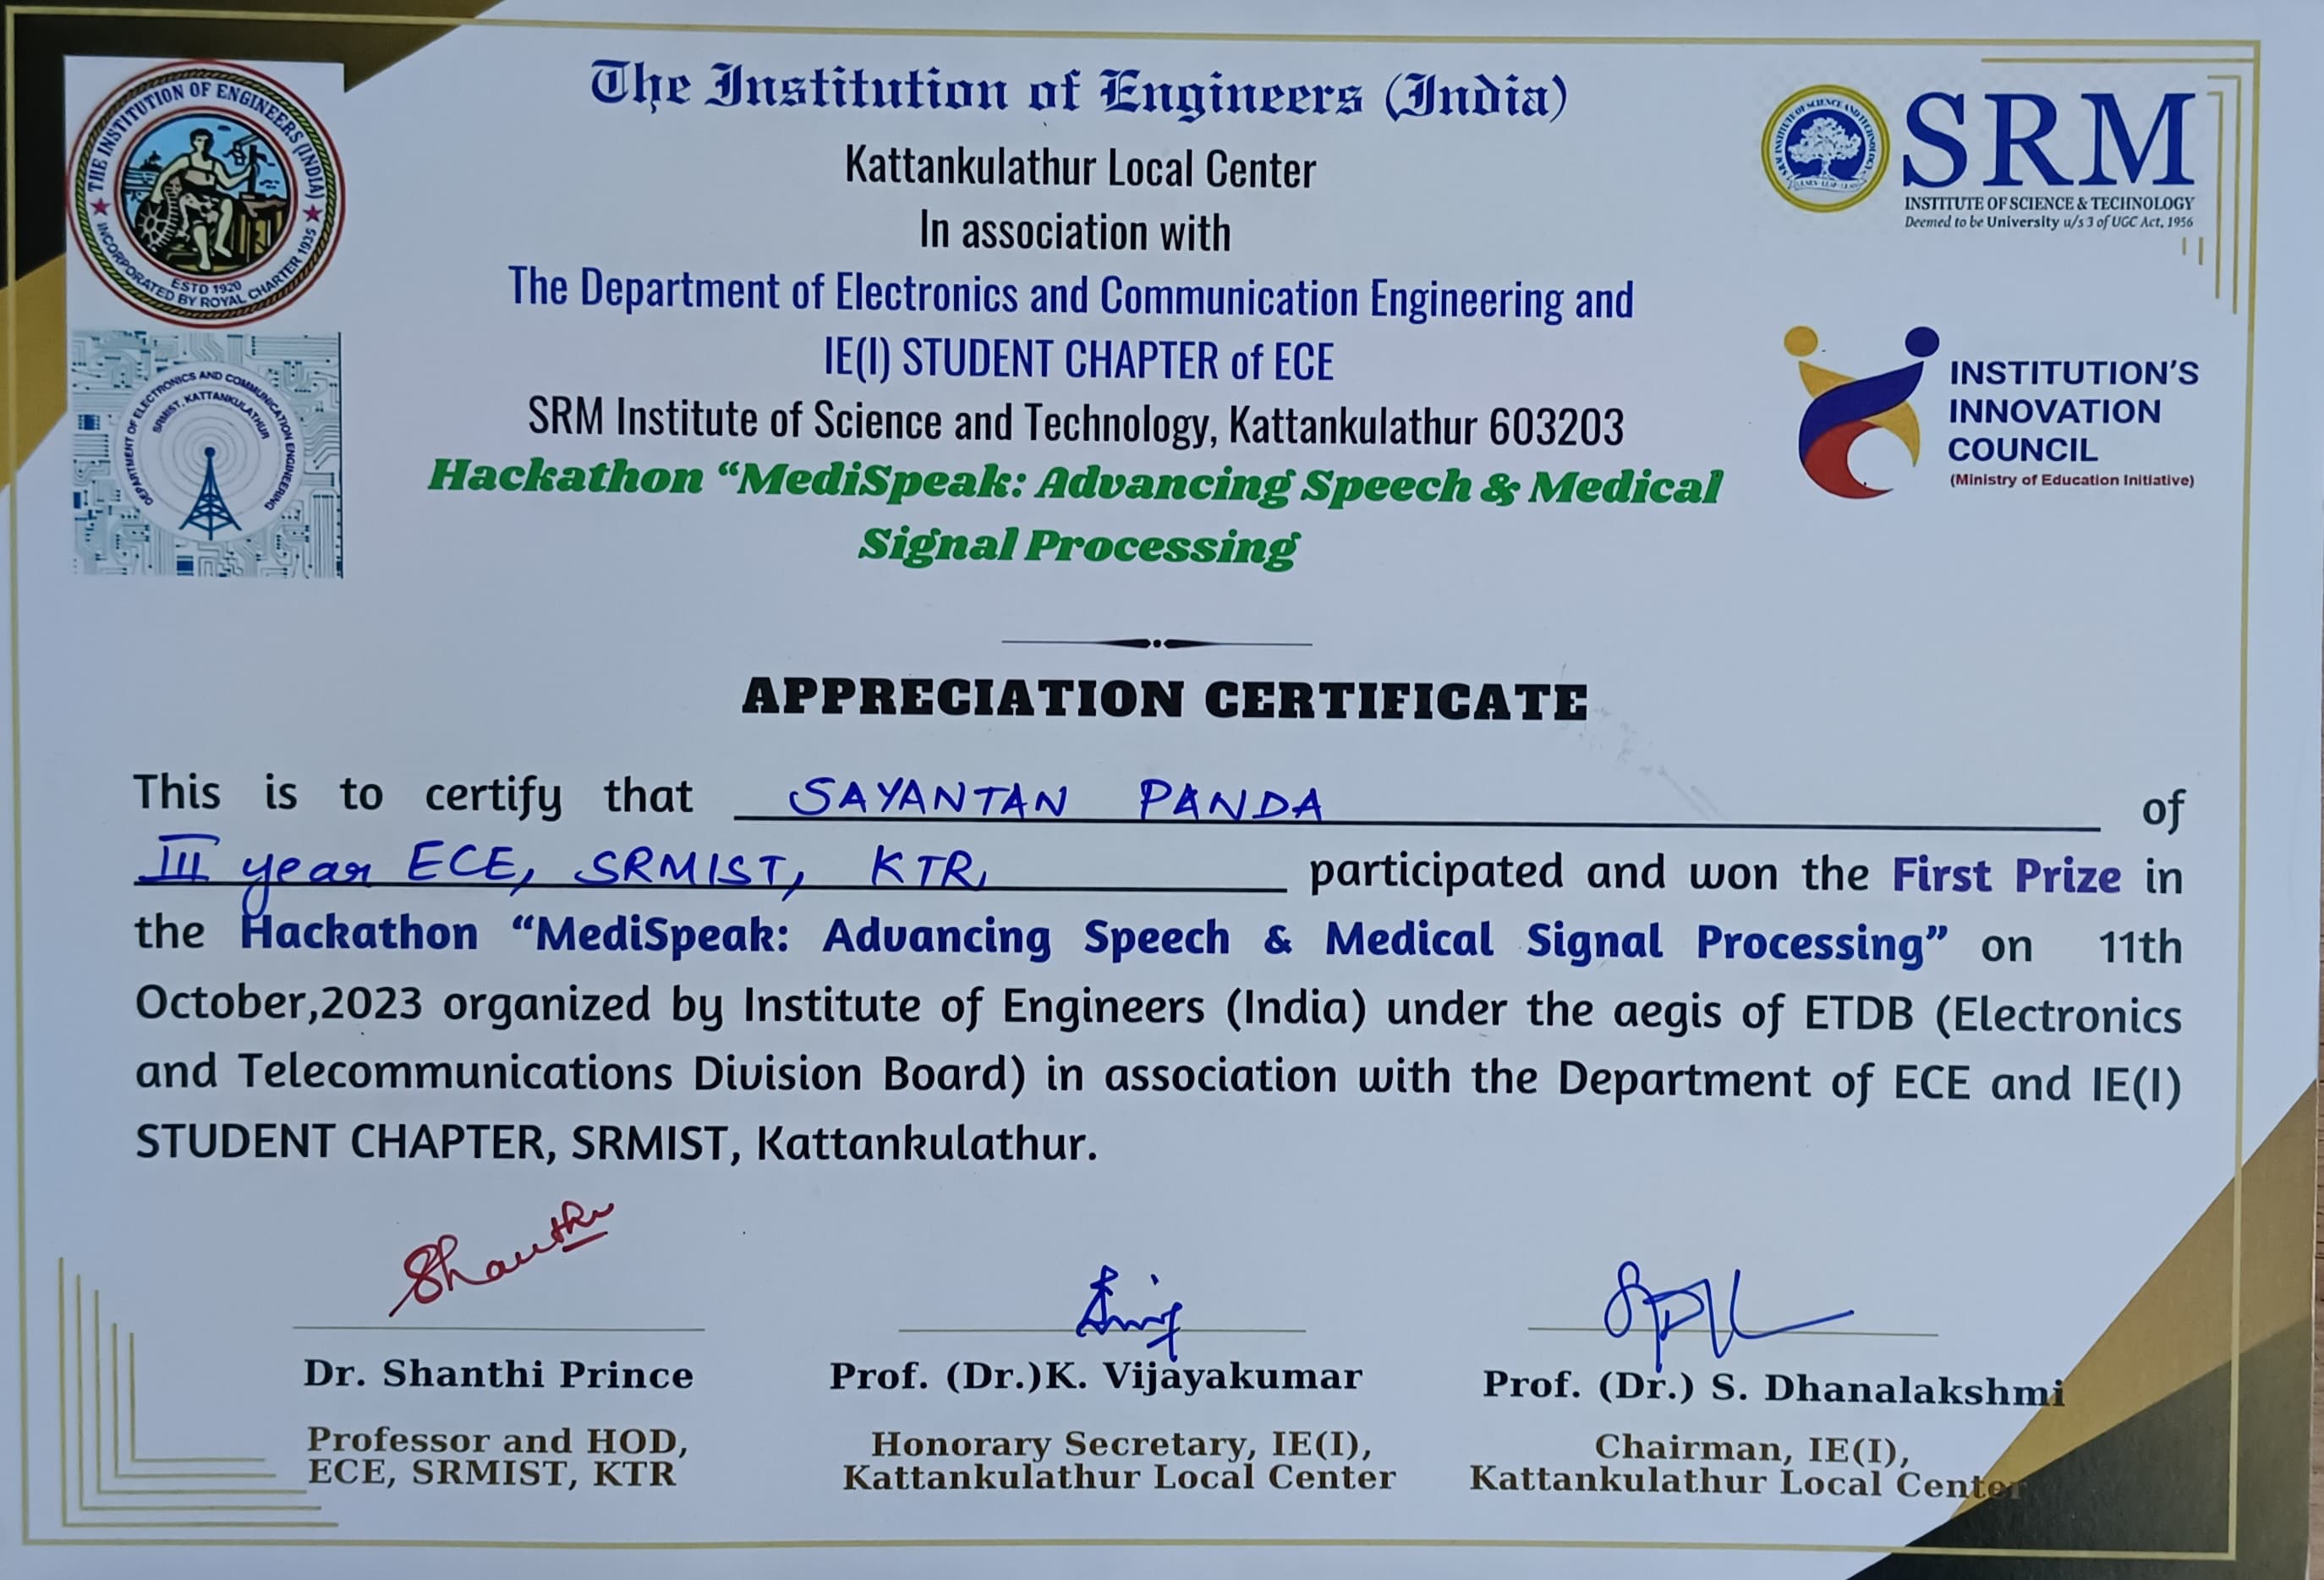 The Institution of Engineers (India)
Kattankulathur Local Center
In association with
The Department of Electronics and Communication Engineering and
IE(I) STUDENT CHAPTER of ECE
SRM Institute of Science and Technology, Kattankulathur 603203
Hackathon “MediSpeak: Advancing Speech & Medical
Signal Processing
THE INSTITUTION OF ENGINEERS (INDIA)
ESTD 1920
INCORPORATED BY ROYAL CHARTER 1935
DEPARTMENT OF ELECTRONICS AND COMMUNICATION ENGINEERING
SRMIST, KATTANKULATHUR
SRM
INSTITUTE OF SCIENCE & TECHNOLOGY
Deemed to be University u/s 3 of UGC Act, 1956
INSTITUTION’S
INNOVATION
COUNCIL
(Ministry of Education Initiative)
APPRECIATION CERTIFICATE
This is to certify that SAYANTAN PANDA of
III year ECE, SRMIST, KTR, participated and won the First Prize in
the Hackathon “MediSpeak: Advancing Speech & Medical Signal Processing” on 11th
October,2023 organized by Institute of Engineers (India) under the aegis of ETDB (Electronics
and Telecommunications Division Board) in association with the Department of ECE and IE(I)
STUDENT CHAPTER, SRMIST, Kattankulathur.
Dr. Shanthi Prince
Professor and HOD,
ECE, SRMIST, KTR
Prof. (Dr.)K. Vijayakumar
Honorary Secretary, IE(I),
Kattankulathur Local Center
Prof. (Dr.) S. Dhanalakshmi
Chairman, IE(I),
Kattankulathur Local Center